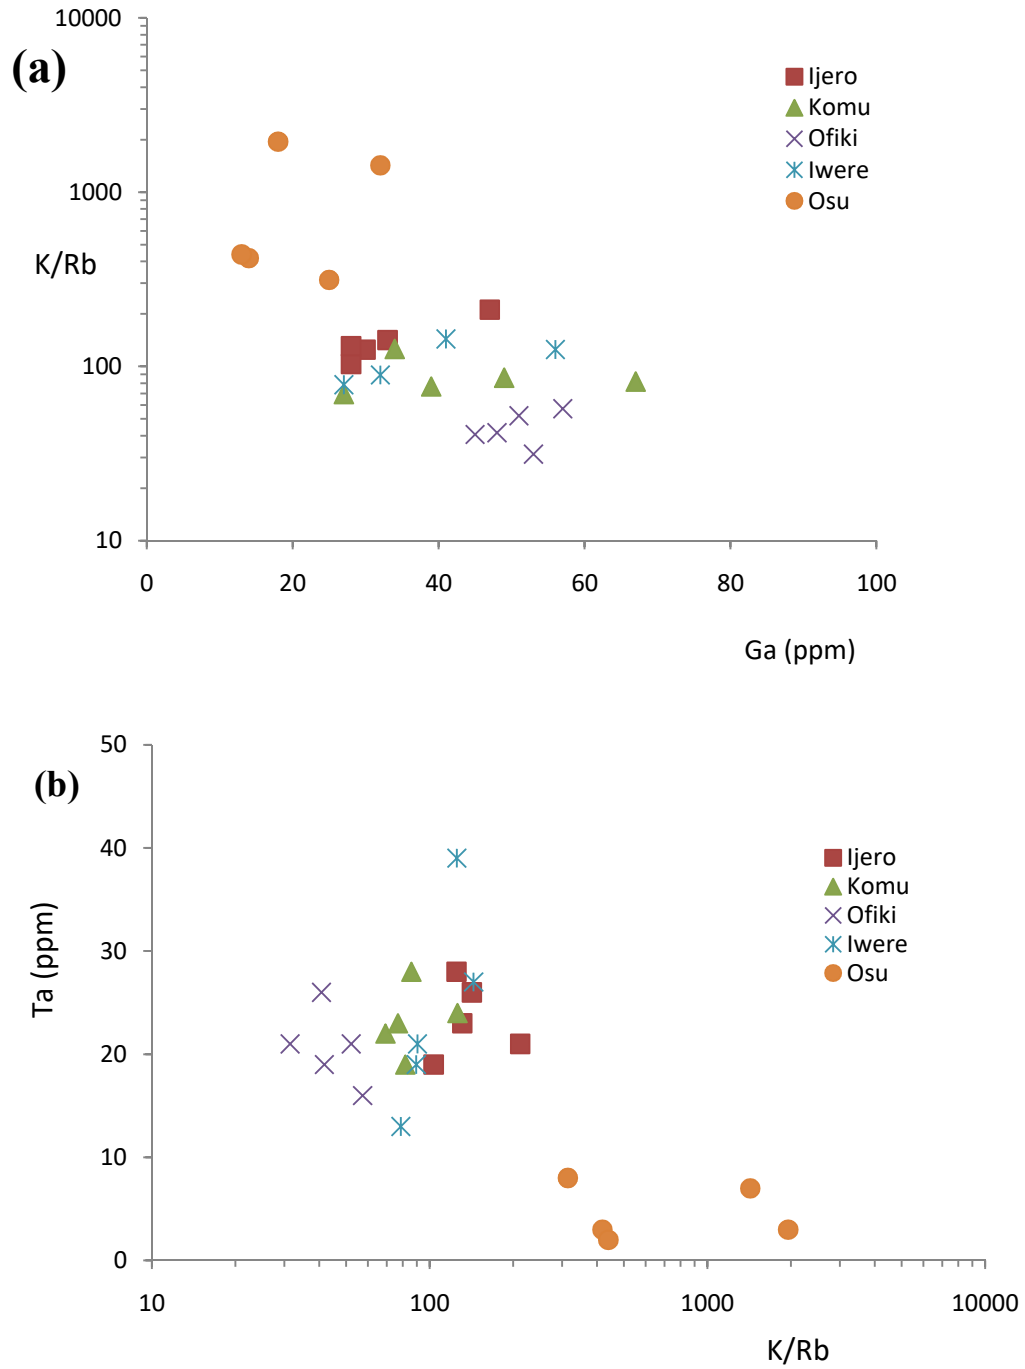 (a)
10000
1000
K/Rb
100
10
0 20 40 60 80 100
Ga (ppm)
Ijero
Komu
Ofiki
Iwere
Osu
(b)
50
40
30
Ta (ppm)
20
10
0
10 100 1000 10000
K/Rb
Ijero
Komu
Ofiki
Iwere
Osu